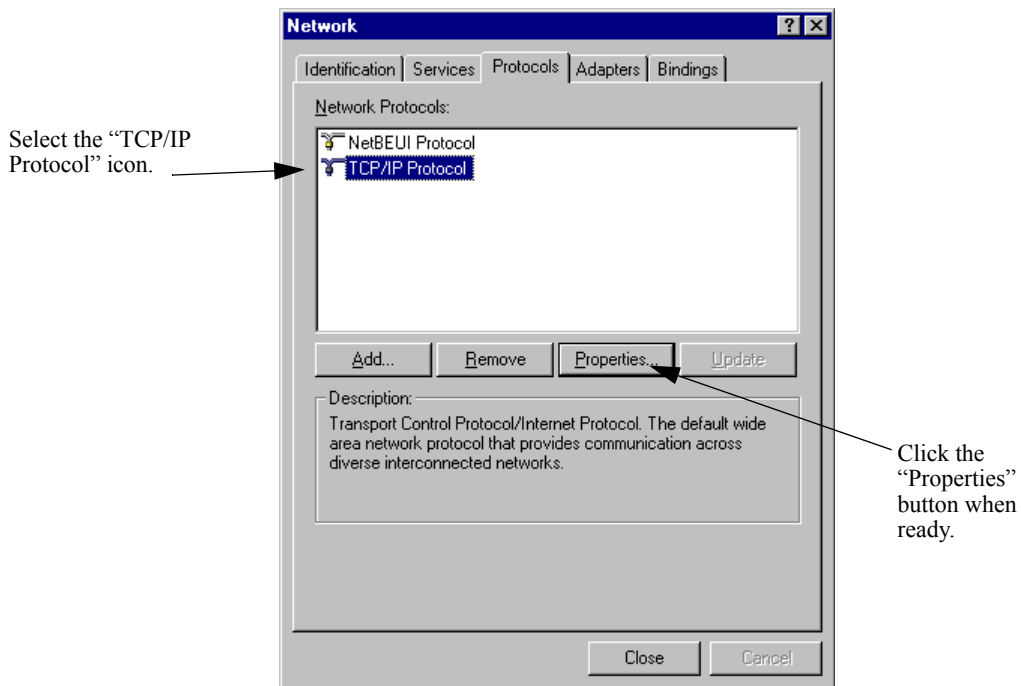 Network
Identification Services Protocols Adapters Bindings
Network Protocols:
NetBEUI Protocol
TCP/IP Protocol
Select the “TCP/IP
Protocol” icon.
Add... Remove Properties... Update
Description:
Transport Control Protocol/Internet Protocol. The default wide
area network protocol that provides communication across
diverse interconnected networks.
Click the
“Properties”
button when
ready.
Close Cancel